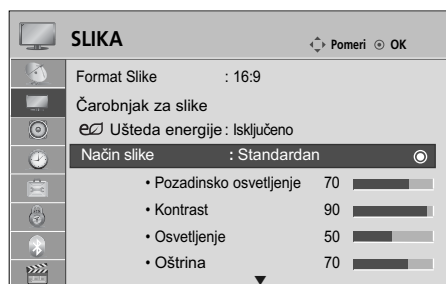 SLIKA
Pomeri ⊙ OK
Format Slike : 16:9
Čarobnjak za slike
Ušteda energije : Isključeno
Način slike : Standardan
• Pozadinsko osvetljenje 70
• Kontrast 90
• Osvetljenje 50
• Oštrina 70